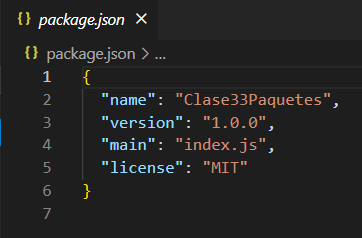 {} package.json ×
{} package.json > ...
1 {
2 "name": "Clase33Paquetes",
3 "version": "1.0.0",
4 "main": "index.js",
5 "license": "MIT"
6 }
7